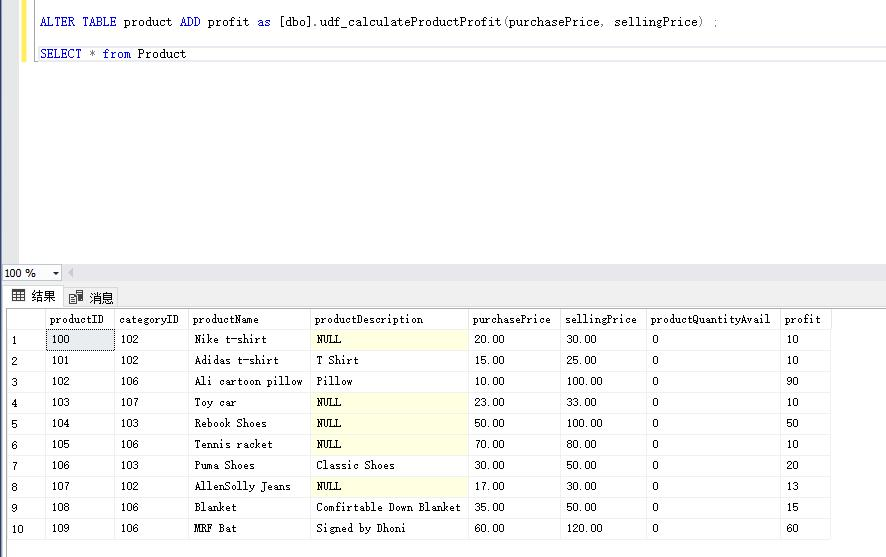 ALTER TABLE product ADD profit as [dbo].udf_calculateProductProfit(purchasePrice, sellingPrice) ;
SELECT * from Product
100 %
结果 消息
productID categoryID productName productDescription purchasePrice sellingPrice productQuantityAvail profit
1 100 102 Nike t-shirt NULL 20.00 30.00 0 10
2 101 102 Adidas t-shirt T Shirt 15.00 25.00 0 10
3 102 106 Ali cartoon pillow Pillow 10.00 100.00 0 90
4 103 107 Toy car NULL 23.00 33.00 0 10
5 104 103 Rebook Shoes NULL 50.00 100.00 0 50
6 105 106 Tennis racket NULL 70.00 80.00 0 10
7 106 103 Puma Shoes Classic Shoes 30.00 50.00 0 20
8 107 102 AllenSolly Jeans NULL 17.00 30.00 0 13
9 108 106 Blanket Comfirtable Down Blanket 35.00 50.00 0 15
10 109 106 MRF Bat Signed by Dhoni 60.00 120.00 0 60